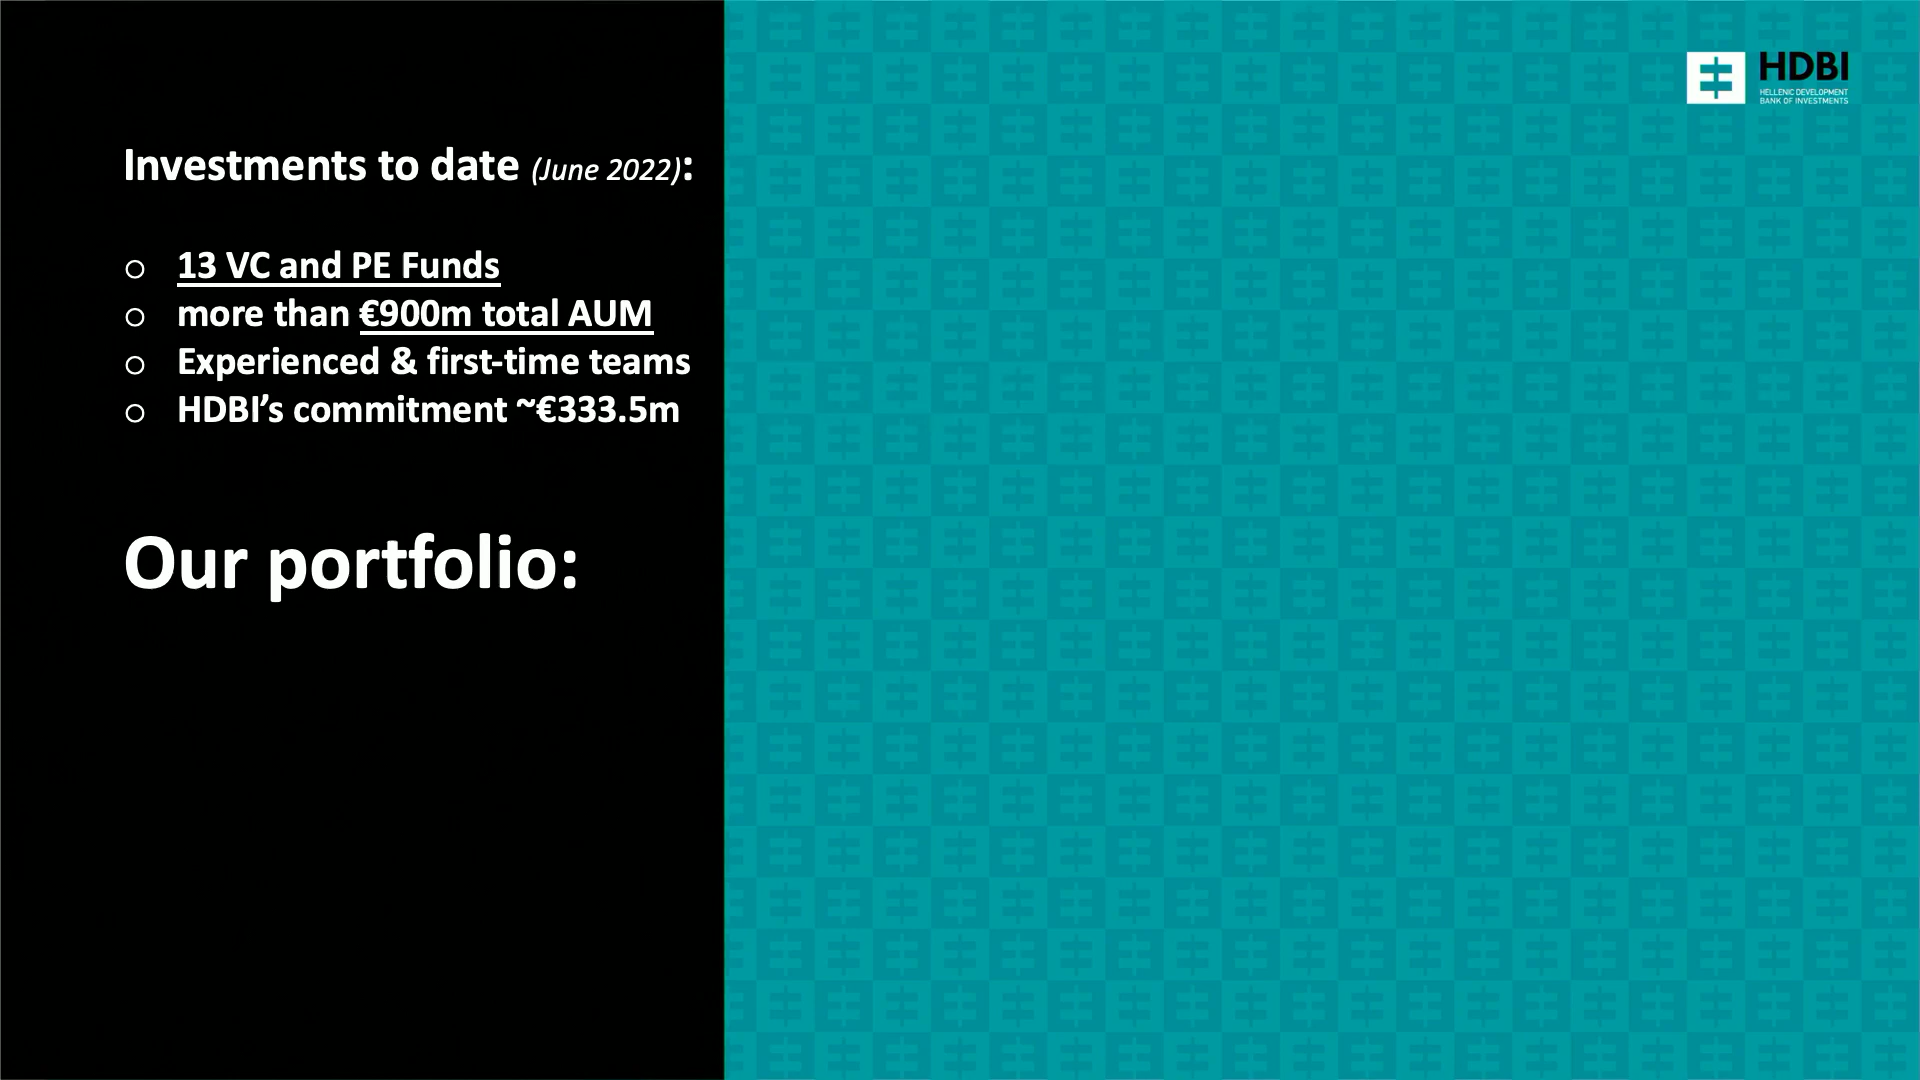 Investments to date (June 2022):
○ 13 VC and PE Funds
○ more than €900m total AUM
○ Experienced & first-time teams
○ HDBI’s commitment ~€333.5m
Our portfolio:
HDBI
HELLENIC DEVELOPMENT
BANK OF INVESTMENTS